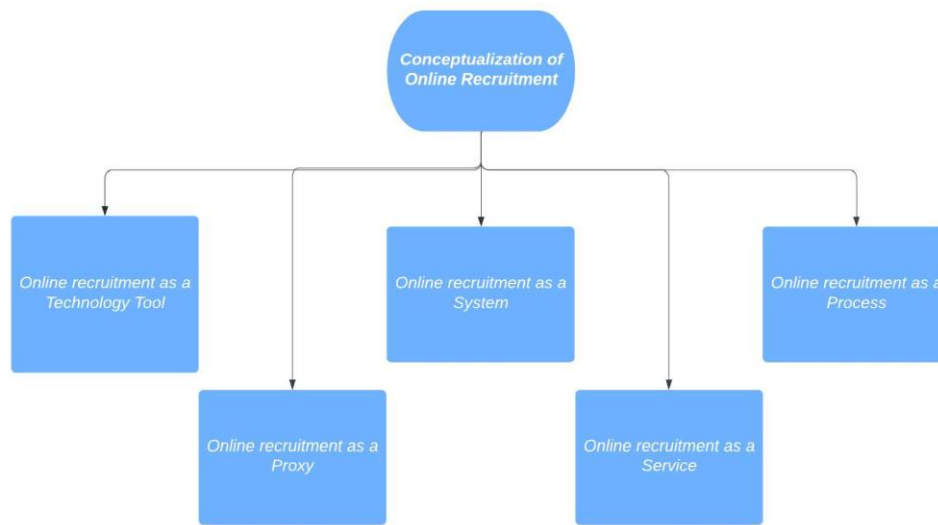 Conceptualization of
Online Recruitment
Online recruitment as a
Technology Tool
Online recruitment as a
System
Online recruitment as a
Process
Online recruitment as a
Proxy
Online recruitment as a
Service